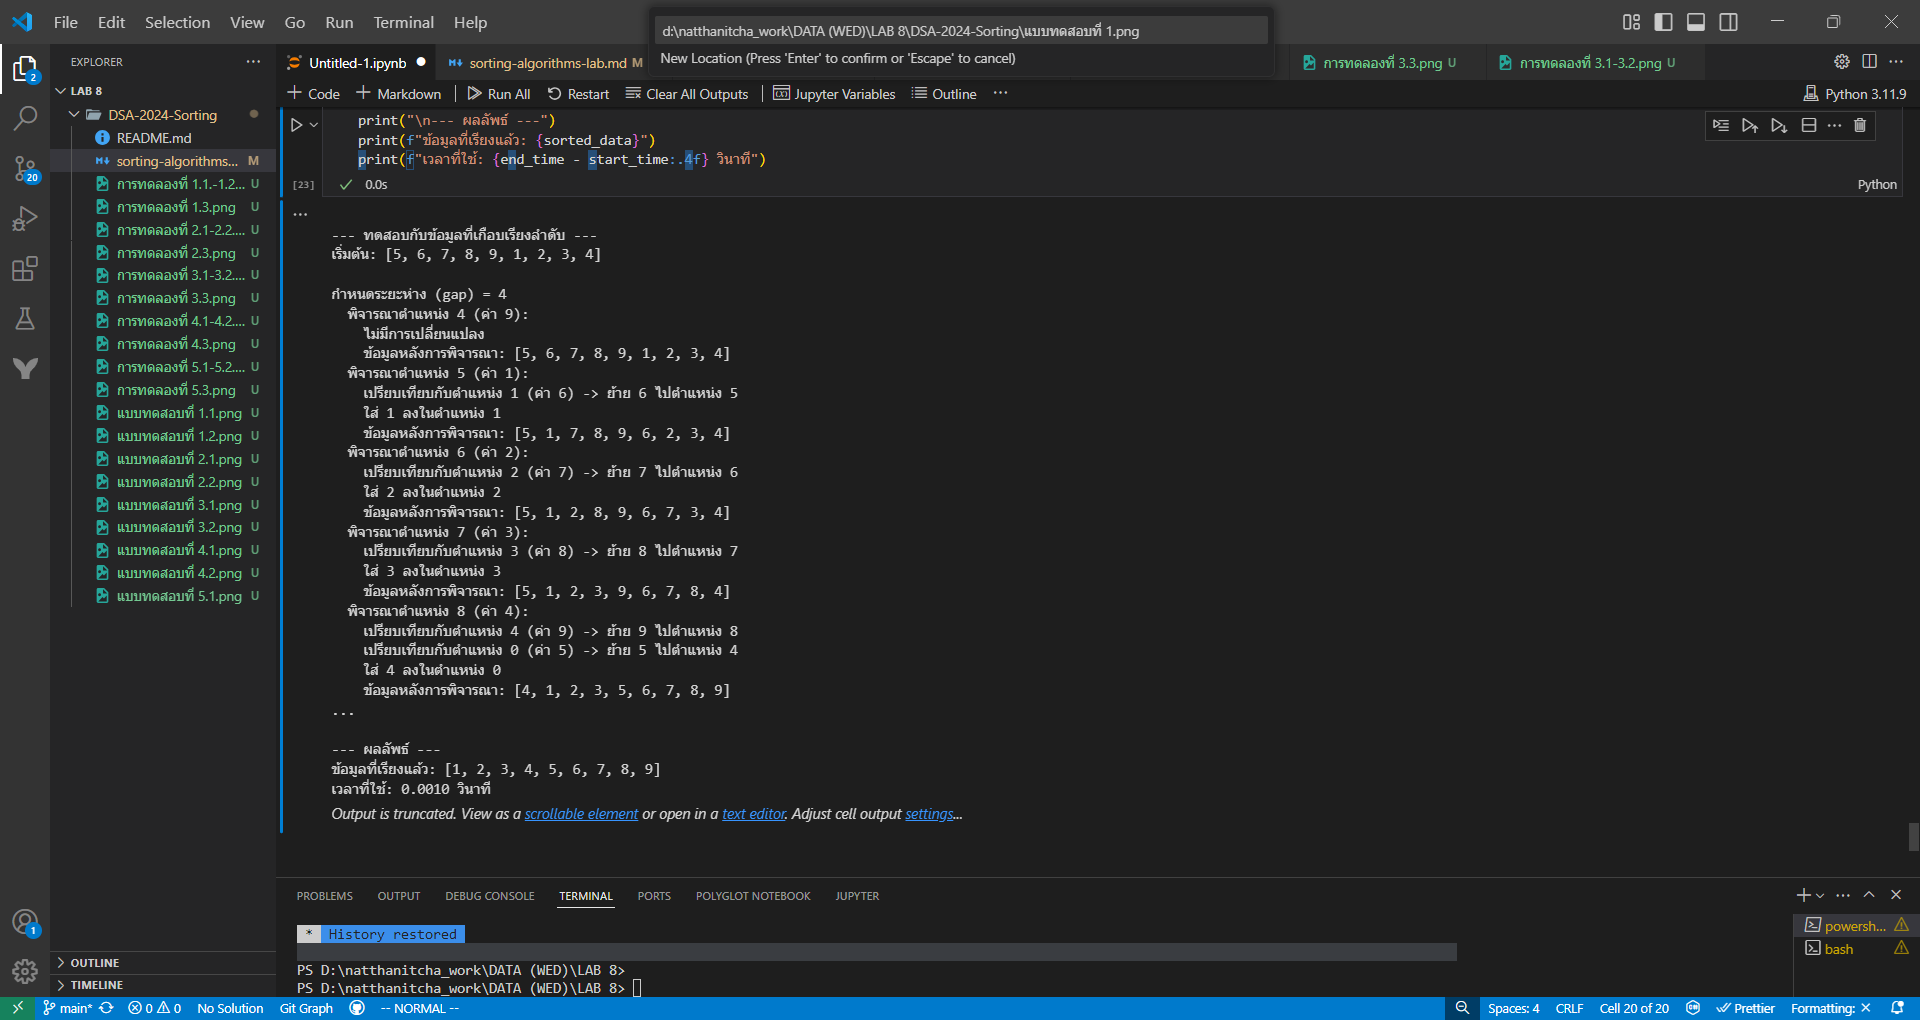 File Edit Selection View Go Run Terminal Help
d:\natthanitcha_work\DATA (WED)\LAB 8\DSA-2024-Sorting\แบบทดสอบที่ 1.png
New Location (Press 'Enter' to confirm or 'Escape' to cancel)
EXPLORER
Untitled-1.ipynb
sorting-algorithms-lab.md M
การทดลองที่ 3.3.png U
การทดลองที่ 3.1-3.2.png U
Code
Markdown
Run All
Restart
Clear All Outputs
Jupyter Variables
Outline
Python 3.11.9
LAB 8
DSA-2024-Sorting
README.md
sorting-algorithms... M
การทดลองที่ 1.1.-1.2... U
การทดลองที่ 1.3.png U
การทดลองที่ 2.1-2.2.... U
การทดลองที่ 2.3.png U
การทดลองที่ 3.1-3.2.... U
การทดลองที่ 3.3.png U
การทดลองที่ 4.1-4.2.... U
การทดลองที่ 4.3.png U
การทดลองที่ 5.1-5.2.... U
การทดลองที่ 5.3.png U
แบบทดสอบที่ 1.1.png U
แบบทดสอบที่ 1.2.png U
แบบทดสอบที่ 2.1.png U
แบบทดสอบที่ 2.2.png U
แบบทดสอบที่ 3.1.png U
แบบทดสอบที่ 3.2.png U
แบบทดสอบที่ 4.1.png U
แบบทดสอบที่ 4.2.png U
แบบทดสอบที่ 5.1.png U
OUTLINE
TIMELINE
2
20
1
print("\n--- ผลลัพธ์ ---")
print(f"ข้อมูลที่เรียงแล้ว: {sorted_data}")
print(f"เวลาที่ใช้: {end_time - start_time:.4f} วินาที")
[23] 0.0s
Python
--- ทดสอบกับข้อมูลที่เกือบเรียงลำดับ ---
เริ่มต้น: [5, 6, 7, 8, 9, 1, 2, 3, 4]
กำหนดระยะห่าง (gap) = 4
พิจารณาตำแหน่ง 4 (ค่า 9):
ไม่มีการเปลี่ยนแปลง
ข้อมูลหลังการพิจารณา: [5, 6, 7, 8, 9, 1, 2, 3, 4]
พิจารณาตำแหน่ง 5 (ค่า 1):
เปรียบเทียบกับตำแหน่ง 1 (ค่า 6) -> ย้าย 6 ไปตำแหน่ง 5
ใส่ 1 ลงในตำแหน่ง 1
ข้อมูลหลังการพิจารณา: [5, 1, 7, 8, 9, 6, 2, 3, 4]
พิจารณาตำแหน่ง 6 (ค่า 2):
เปรียบเทียบกับตำแหน่ง 2 (ค่า 7) -> ย้าย 7 ไปตำแหน่ง 6
ใส่ 2 ลงในตำแหน่ง 2
ข้อมูลหลังการพิจารณา: [5, 1, 2, 8, 9, 6, 7, 3, 4]
พิจารณาตำแหน่ง 7 (ค่า 3):
เปรียบเทียบกับตำแหน่ง 3 (ค่า 8) -> ย้าย 8 ไปตำแหน่ง 7
ใส่ 3 ลงในตำแหน่ง 3
ข้อมูลหลังการพิจารณา: [5, 1, 2, 3, 9, 6, 7, 8, 4]
พิจารณาตำแหน่ง 8 (ค่า 4):
เปรียบเทียบกับตำแหน่ง 4 (ค่า 9) -> ย้าย 9 ไปตำแหน่ง 8
เปรียบเทียบกับตำแหน่ง 0 (ค่า 5) -> ย้าย 5 ไปตำแหน่ง 4
ใส่ 4 ลงในตำแหน่ง 0
ข้อมูลหลังการพิจารณา: [4, 1, 2, 3, 5, 6, 7, 8, 9]
...
--- ผลลัพธ์ ---
ข้อมูลที่เรียงแล้ว: [1, 2, 3, 4, 5, 6, 7, 8, 9]
เวลาที่ใช้: 0.0010 วินาที
Output is truncated. View as a scrollable element or open in a text editor. Adjust cell output settings...
PROBLEMS OUTPUT DEBUG CONSOLE TERMINAL PORTS POLYGLOT NOTEBOOK JUPYTER
* History restored
PS D:\natthanitcha_work\DATA (WED)\LAB 8>
PS D:\natthanitcha_work\DATA (WED)\LAB 8>
powersh...
bash
main* 0 0 No Solution Git Graph -- NORMAL -- Spaces: 4 CRLF Cell 20 of 20 Prettier Formatting: ×